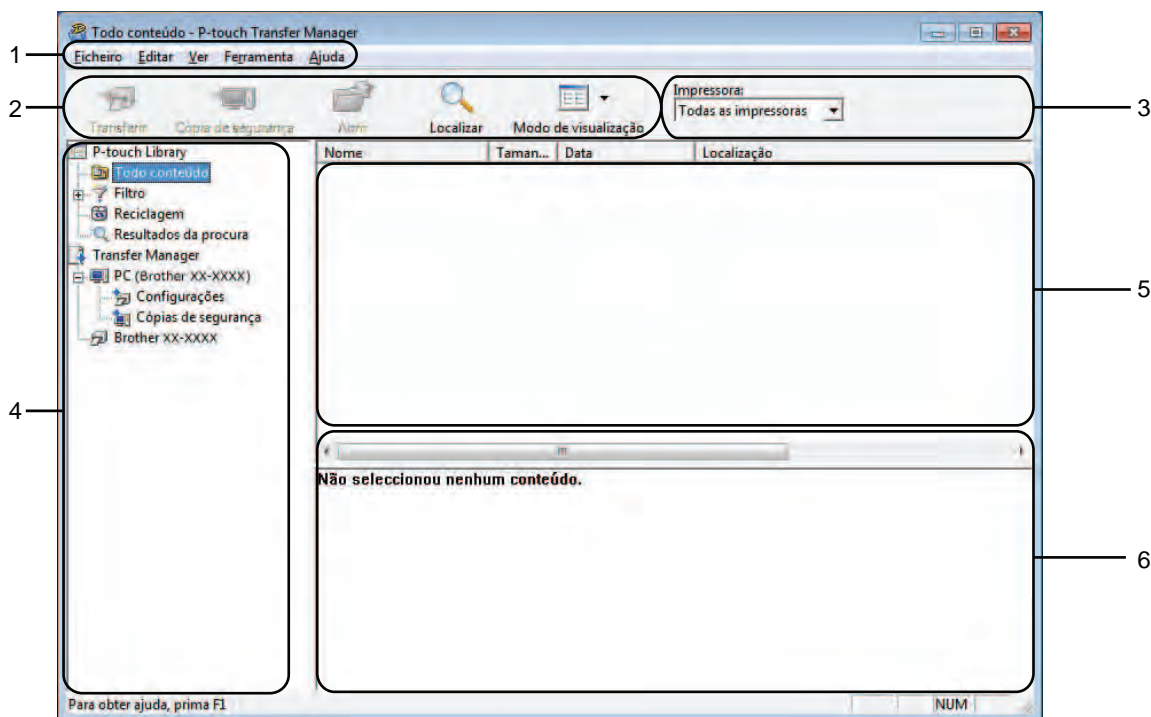 Todo conteúdo - P-touch Transfer Manager
1
Ficheiro Editar Ver Ferramenta Ajuda
2
Transferir Cópia de segurança Abrir Localizar Modo de visualização
Impressora:
Todas as impressoras
3
P-touch Library
Todo conteúdo
Filtro
Reciclagem
Resultados da procura
Transfer Manager
PC (Brother XX-XXXX)
Configurações
Cópias de segurança
Brother XX-XXXX
4
Nome Taman... Data Localização
5
Não seleccionou nenhum conteúdo.
6
Para obter ajuda, prima F1
NUM